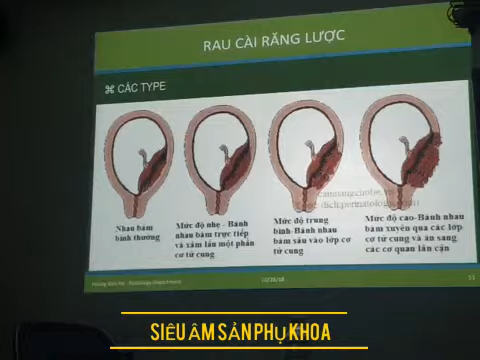 RAU CÀI RĂNG LƯỢC
⌘ CÁC TYPE
Nhau bám
bình thường
Mức độ nhẹ - Bánh
nhau bám trực tiếp
và xâm lấn một phần
cơ tử cung
Mức độ trung
bình-Bánh nhau
bám sâu vào lớp cơ
tử cung
Mức độ cao-Bánh nhau
bám xuyên qua các lớp
cơ tử cung và ăn sang
các cơ quan lân cận
SIÊU ÂM SẢN PHỤ KHOA